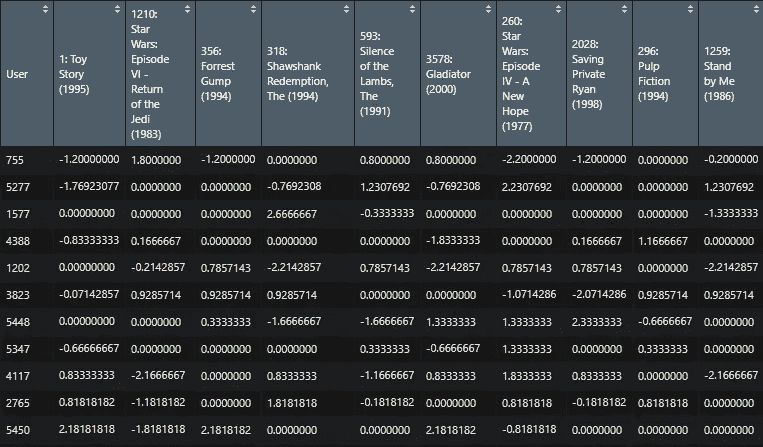 User 1: Toy Story (1995) 1210: Star Wars: Episode VI - Return of the Jedi (1983) 356: Forrest Gump (1994) 318: Shawshank Redemption, The (1994) 593: Silence of the Lambs, The (1991) 3578: Gladiator (2000) 260: Star Wars: Episode IV - A New Hope (1977) 2028: Saving Private Ryan (1998) 296: Pulp Fiction (1994) 1259: Stand by Me (1986)
755 -1.20000000 1.8000000 -1.2000000 0.0000000 0.8000000 0.8000000 -2.2000000 -1.2000000 0.0000000 -0.2000000
5277 -1.76923077 0.0000000 0.0000000 -0.7692308 1.2307692 -0.7692308 2.2307692 0.0000000 0.0000000 1.2307692
1577 0.00000000 0.0000000 0.0000000 2.6666667 -0.3333333 0.0000000 0.0000000 0.0000000 0.0000000 -1.3333333
4388 -0.83333333 0.1666667 0.0000000 0.0000000 0.0000000 -1.8333333 0.0000000 0.1666667 1.1666667 0.0000000
1202 0.00000000 -0.2142857 0.7857143 -2.2142857 0.7857143 -2.2142857 0.7857143 0.7857143 0.0000000 -2.2142857
3823 -0.07142857 0.9285714 0.9285714 0.9285714 0.0000000 0.0000000 -1.0714286 -2.0714286 0.9285714 0.9285714
5448 0.00000000 0.0000000 0.3333333 -1.6666667 -1.6666667 1.3333333 1.3333333 2.3333333 -0.6666667 0.0000000
5347 -0.66666667 0.0000000 0.0000000 0.0000000 0.3333333 -0.6666667 1.3333333 0.0000000 0.3333333 0.0000000
4117 0.83333333 -2.1666667 0.0000000 0.8333333 -1.1666667 0.8333333 1.8333333 0.8333333 0.0000000 -2.1666667
2765 0.81818182 -1.1818182 0.0000000 1.8181818 -0.1818182 0.0000000 0.8181818 -0.1818182 0.8181818 0.0000000
5450 2.18181818 -1.8181818 2.1818182 0.0000000 0.0000000 2.1818182 -0.8181818 0.0000000 0.0000000 0.0000000